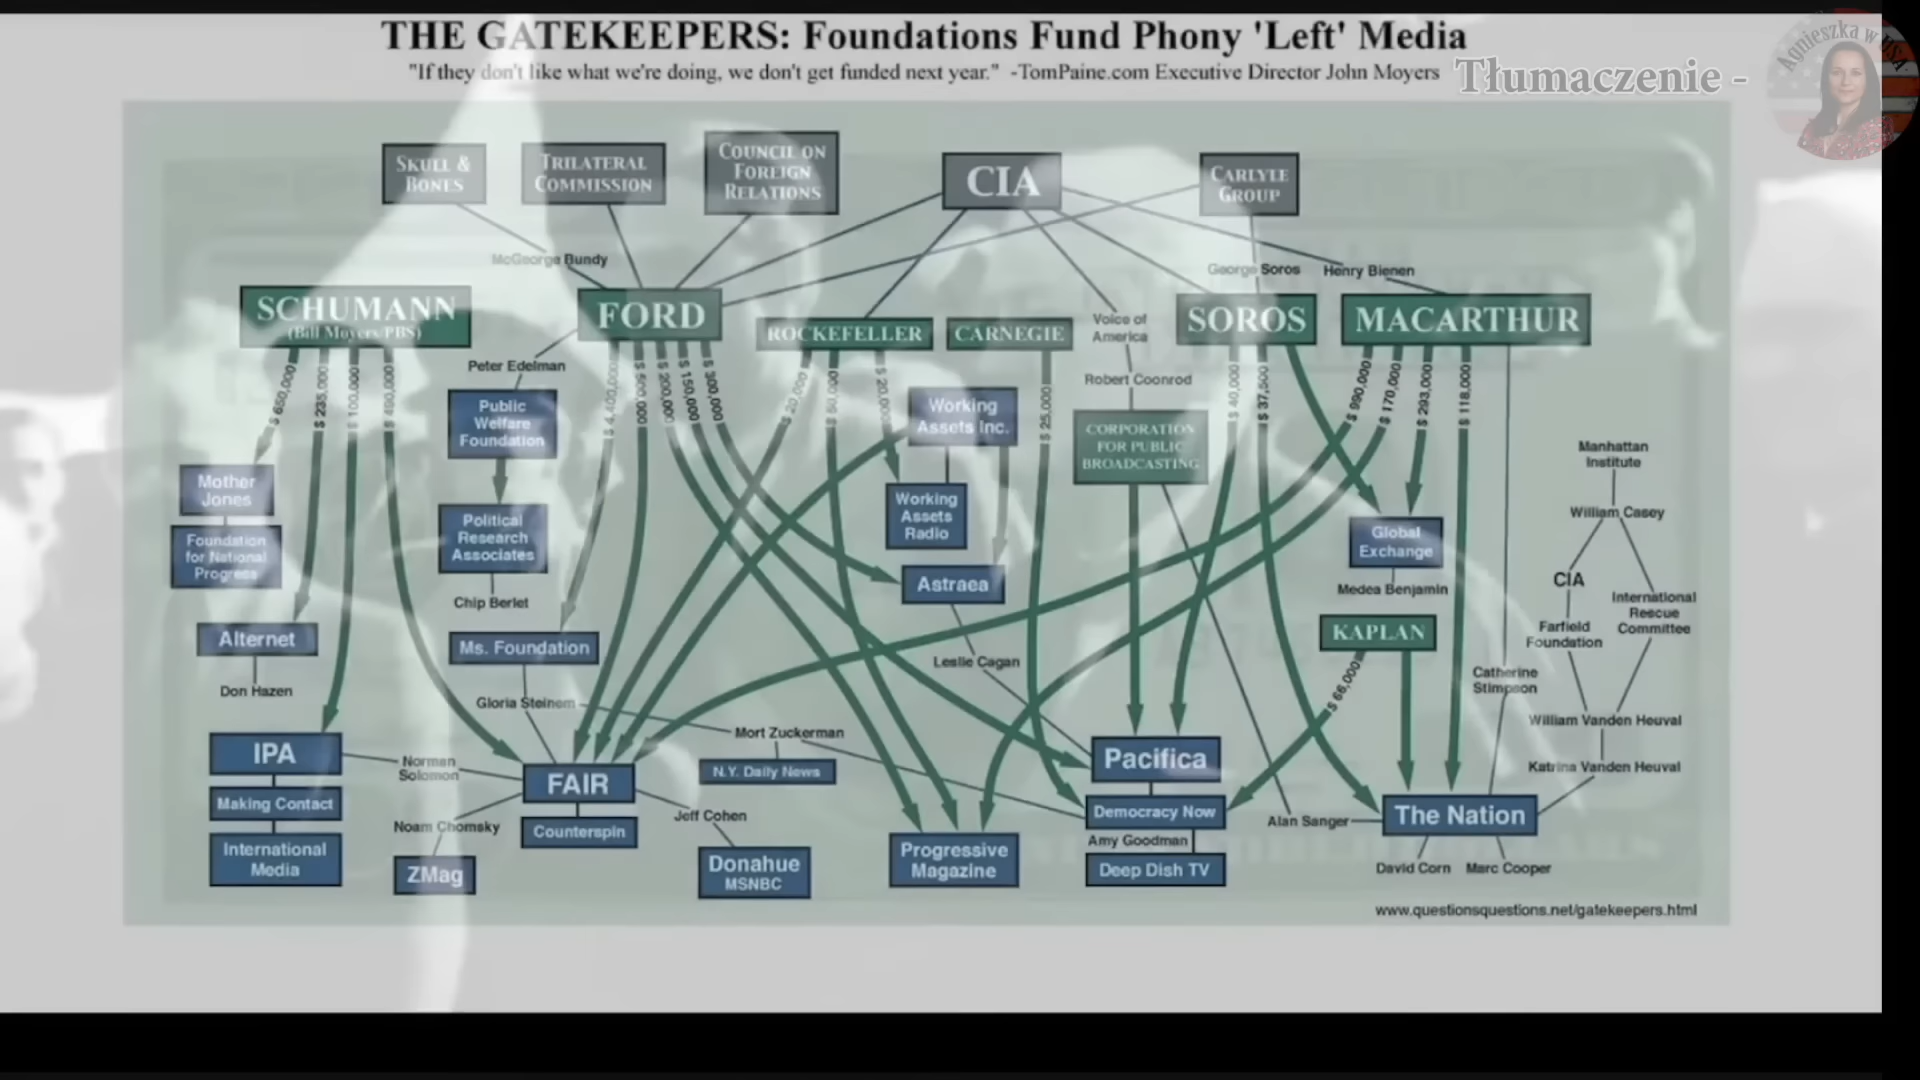 THE GATEKEEPERS: Foundations Fund Phony 'Left' Media
"If they don't like what we're doing, we don't get funded next year." -TomPaine.com Executive Director John Moyers
Tłumaczenie -
Agnieszka w USA
SKULL &
BONES
TRILATERAL
COMMISSION
COUNCIL ON
FOREIGN
RELATIONS
CIA
CARLYLE
GROUP
McGeorge Bundy
George Soros
Henry Bienen
SCHUMANN
(Bill Moyers/PBS)
FORD
ROCKEFELLER
CARNEGIE
Voice of
America
SOROS
MACARTHUR
Peter Edelman
Robert Coonrod
$ 650,000
$ 235,000
$ 100,000
$ 4,400,000
$ 200,000
$ 150,000
$ 300,000
$ 20,000
$ 20,000
$ 25,000
$ 40,000
$ 37,500
$ 990,000
$ 170,000
$ 293,000
$ 118,000
Public
Welfare
Foundation
Working
Assets Inc.
CORPORATION
FOR PUBLIC
BROADCASTING
Manhattan
Institute
Mother
Jones
Foundation
for National
Progress
Political
Research
Associates
Working
Assets
Radio
William Casey
Global
Exchange
CIA
Astraea
Medea Benjamin
International
Rescue
Committee
Chip Berlet
Farfield
Foundation
KAPLAN
Alternet
Ms. Foundation
Leslie Cagan
$ 66,000
Catherine
Stimpson
Don Hazen
Gloria Steinem
William Vanden Heuval
Mort Zuckerman
IPA
Norman
Solomon
FAIR
N.Y. Daily News
Pacifica
Katrina Vanden Heuval
Making Contact
Noam Chomsky
Counterspin
Jeff Cohen
Democracy Now
Alan Sanger
The Nation
Amy Goodman
International
Media
ZMag
Donahue
MSNBC
Progressive
Magazine
Deep Dish TV
David Corn
Marc Cooper
www.questionsquestions.net/gatekeepers.html